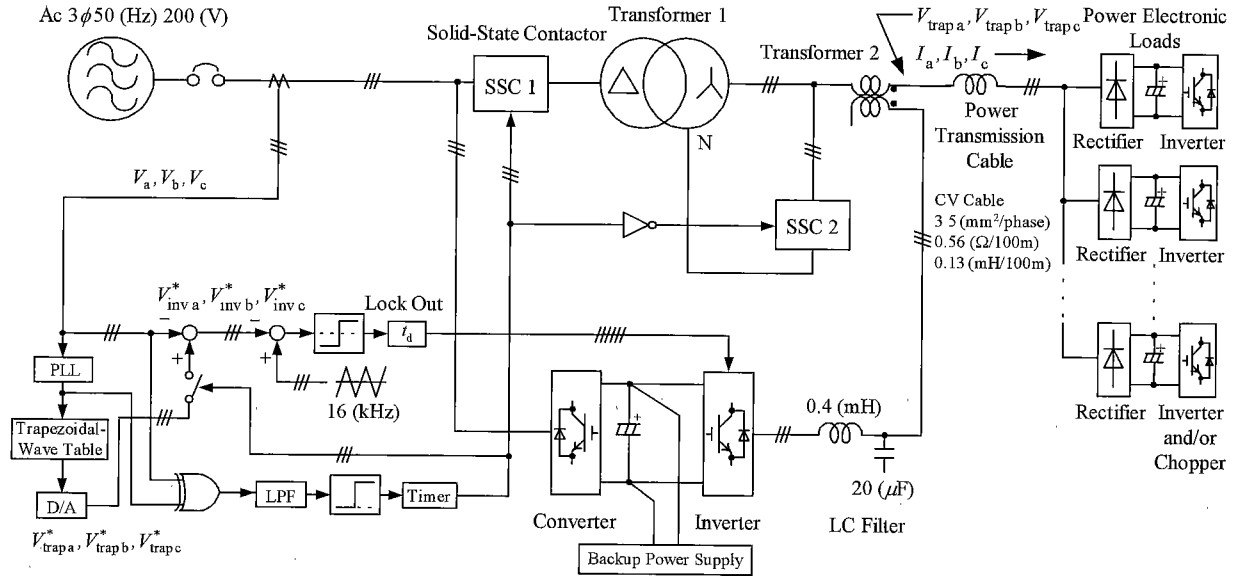 Ac 3ϕ50 (Hz) 200 (V)
Solid-State Contactor
SSC 1
Transformer 1
N
Transformer 2
V_trap a, V_trap b, V_trap c
I_a, I_b, I_c
Power Electronic
Loads
Power
Transmission
Cable
Rectifier
Inverter
CV Cable
3 5 (mm²/phase)
0.56 (Ω/100m)
0.13 (mH/100m)
Rectifier
Inverter
Rectifier
Inverter
and/or
Chopper
SSC 2
V_a, V_b, V_c
V*_inv a, V*_inv b, V*_inv c
Lock Out
t_d
−
−
+
+
16 (kHz)
PLL
Trapezoidal-
Wave Table
D/A
V*_trap a, V*_trap b, V*_trap c
LPF
Timer
Converter
Inverter
Backup Power Supply
0.4 (mH)
20 (μF)
LC Filter
+
+
+
+